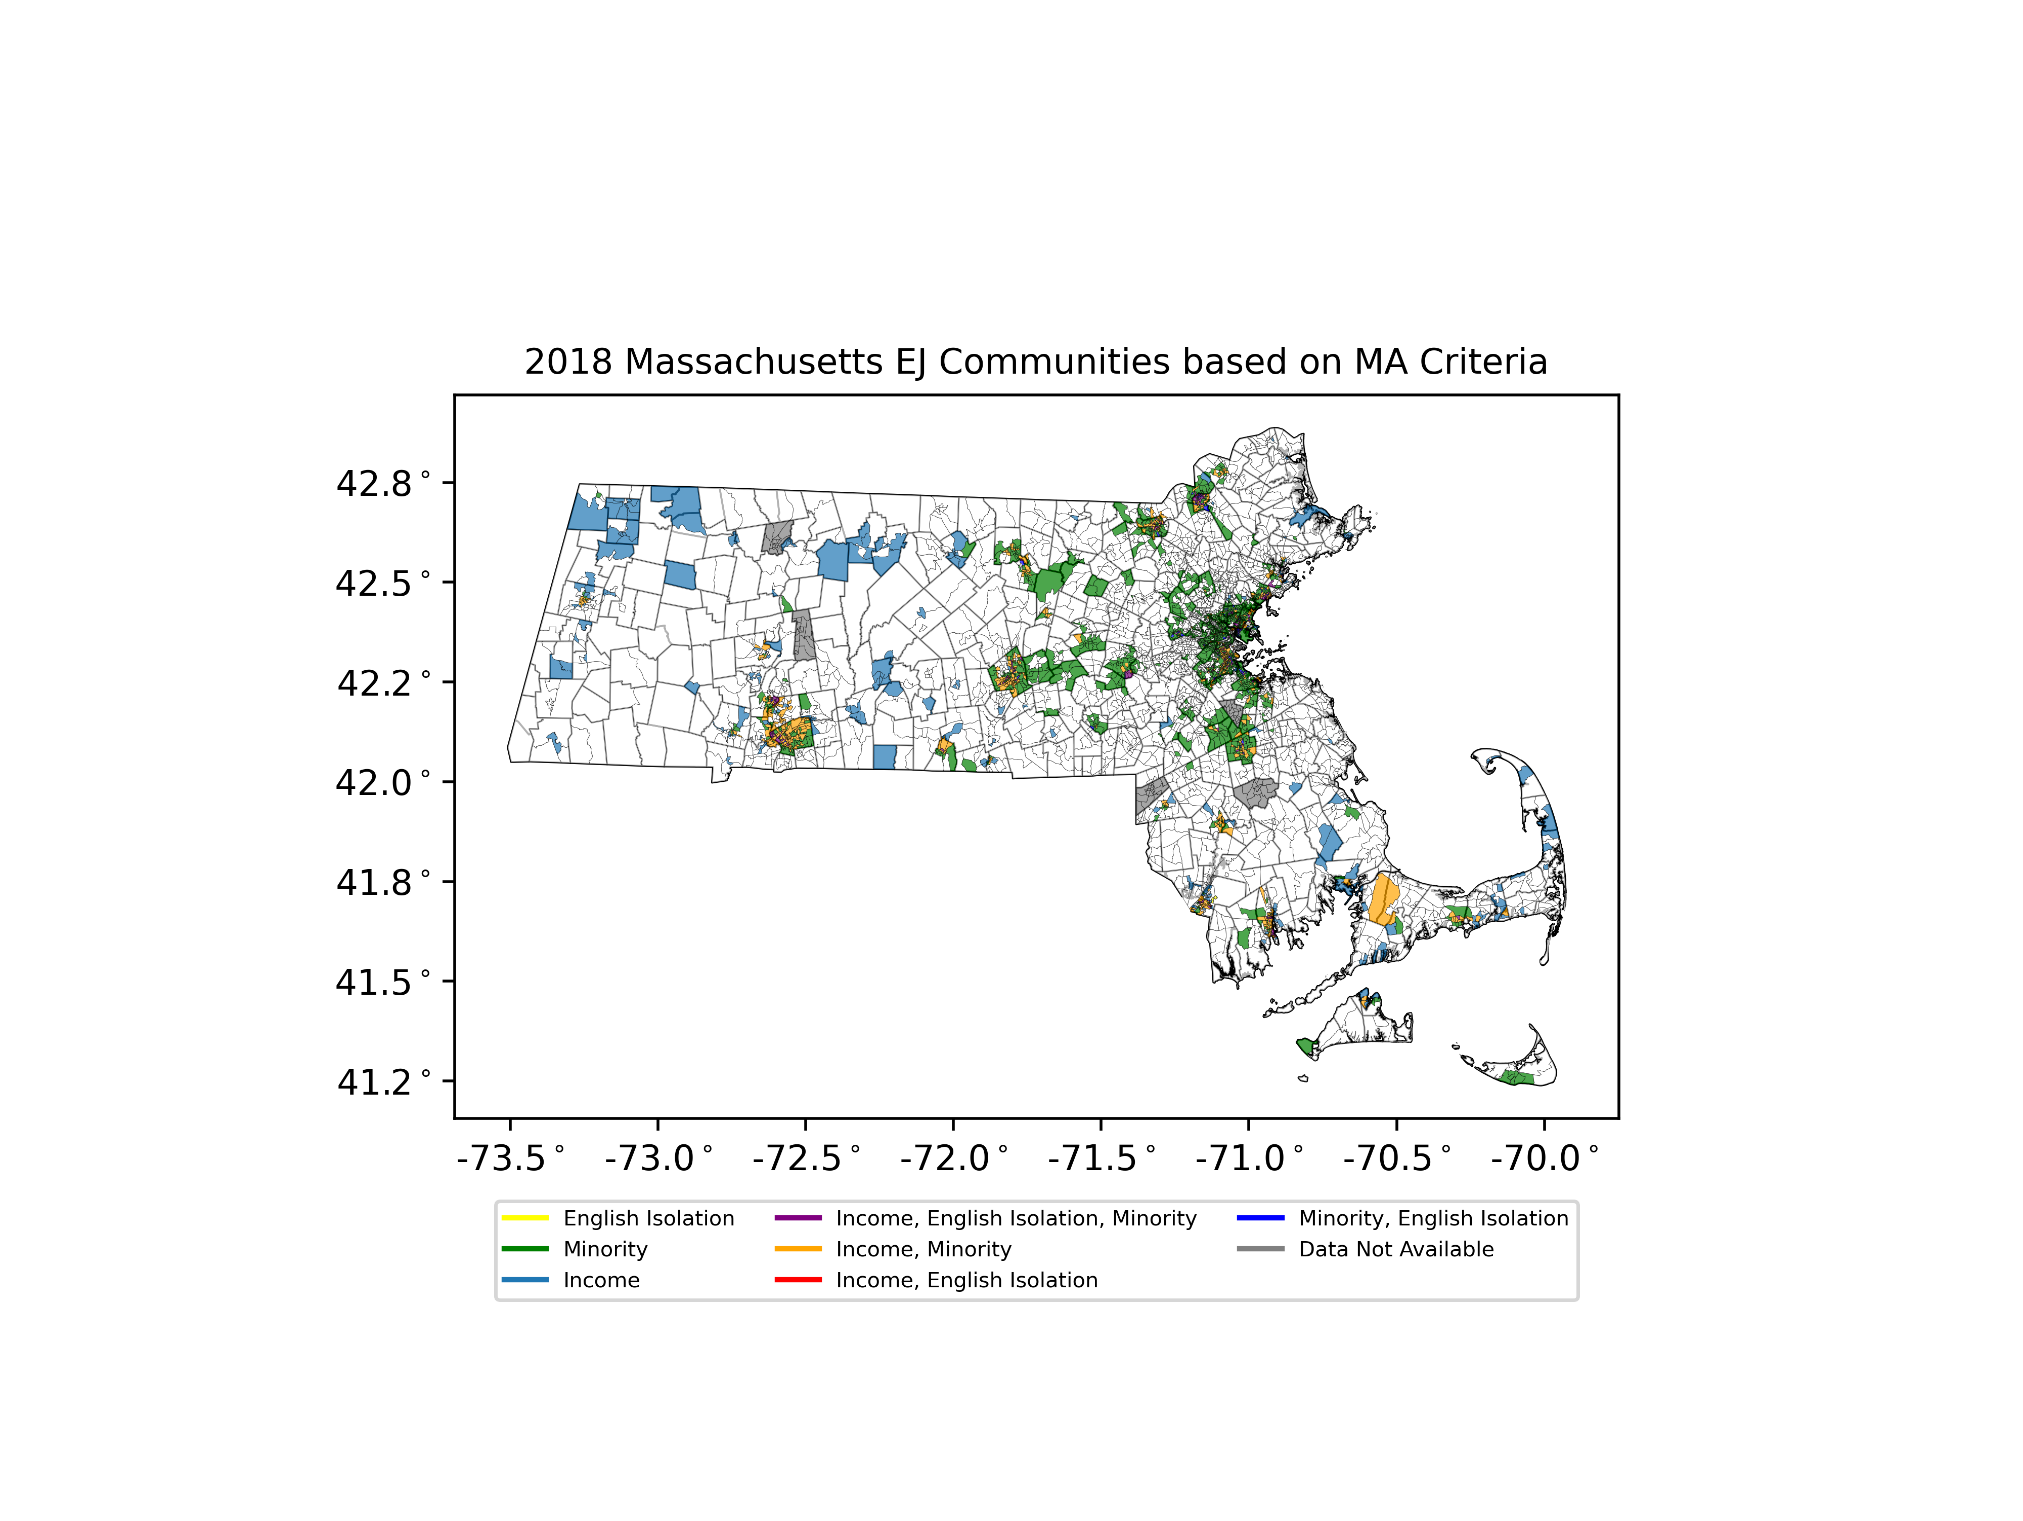 2018 Massachusetts EJ Communities based on MA Criteria
42.8°
42.5°
42.2°
42.0°
41.8°
41.5°
41.2°
-73.5° -73.0° -72.5° -72.0° -71.5° -71.0° -70.5° -70.0°
English Isolation Income, English Isolation, Minority Minority, English Isolation
Minority Income, Minority Data Not Available
Income Income, English Isolation